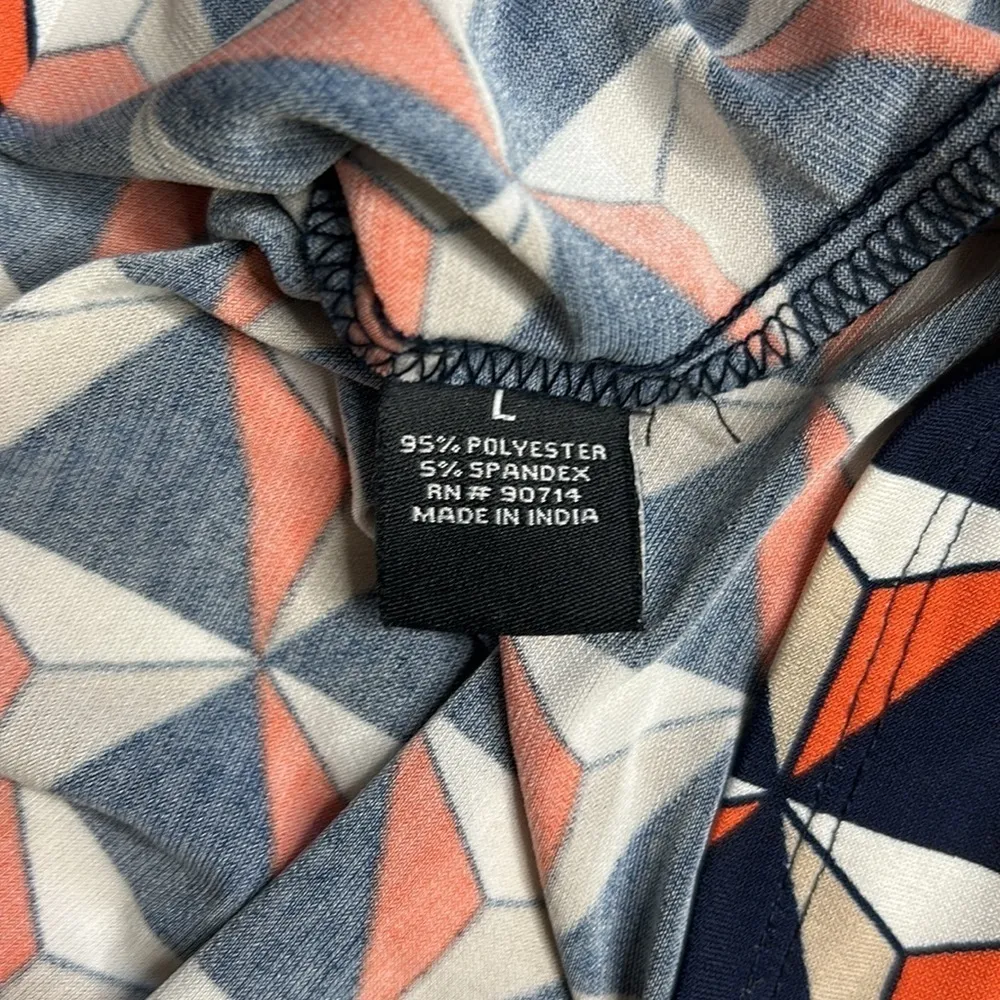 L
95% POLYESTER
5% SPANDEX
RN # 90714
MADE IN INDIA